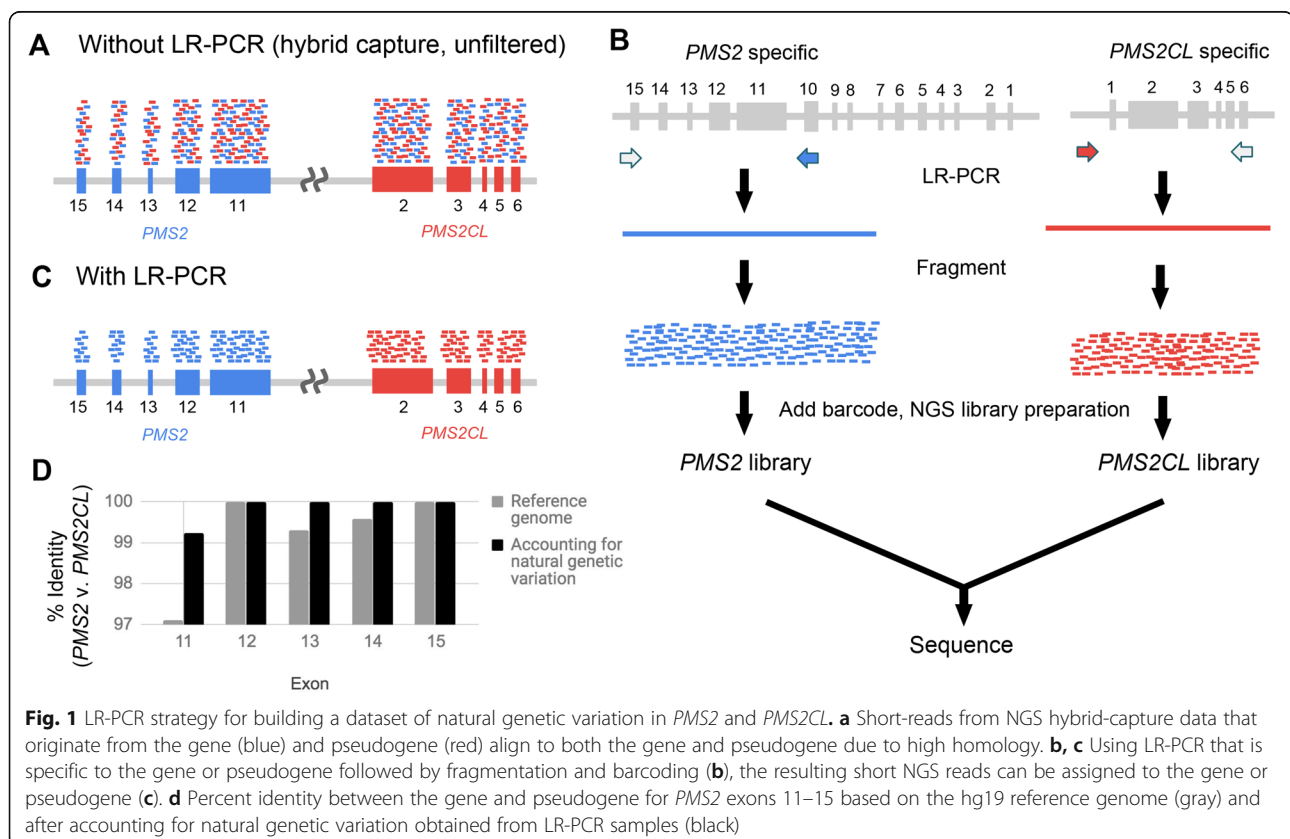 A Without LR-PCR (hybrid capture, unfiltered)
15 14 13 12 11 2 3 4 5 6
PMS2 PMS2CL
B
PMS2 specific PMS2CL specific
15 14 13 12 11 10 9 8 7 6 5 4 3 2 1 1 2 3 4 5 6
LR-PCR
Fragment
Add barcode, NGS library preparation
PMS2 library PMS2CL library
Sequence
C With LR-PCR
15 14 13 12 11 2 3 4 5 6
PMS2 PMS2CL
D
% Identity
(PMS2 v. PMS2CL)
100
99
98
97
11 12 13 14 15
Exon
Reference
genome
Accounting for
natural genetic
variation
Fig. 1 LR-PCR strategy for building a dataset of natural genetic variation in PMS2 and PMS2CL. a Short-reads from NGS hybrid-capture data that
originate from the gene (blue) and pseudogene (red) align to both the gene and pseudogene due to high homology. b, c Using LR-PCR that is
specific to the gene or pseudogene followed by fragmentation and barcoding (b), the resulting short NGS reads can be assigned to the gene or
pseudogene (c). d Percent identity between the gene and pseudogene for PMS2 exons 11–15 based on the hg19 reference genome (gray) and
after accounting for natural genetic variation obtained from LR-PCR samples (black)